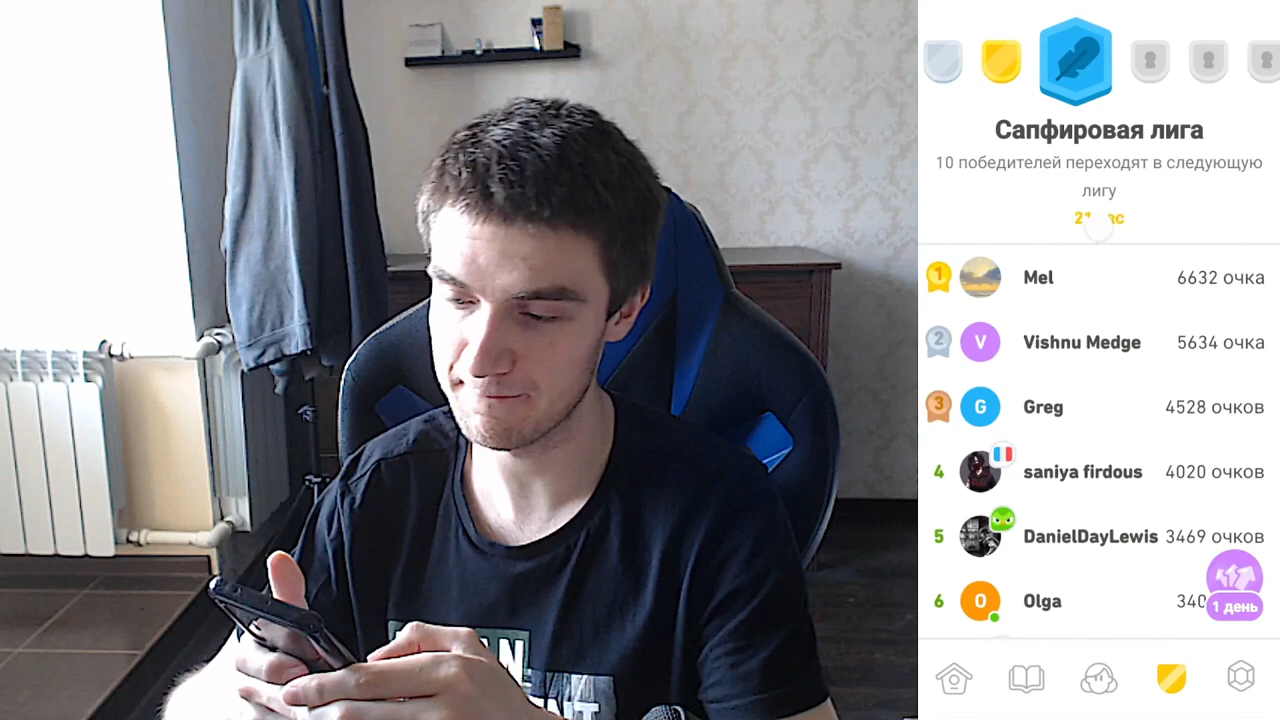 Сапфировая лига
10 победителей переходят в следующую
лигу
1 Mel 6632 очка
2 V Vishnu Medge 5634 очка
3 G Greg 4528 очков
4 saniya firdous 4020 очков
5 DanielDayLewis 3469 очков
6 O Olga 340
1 день